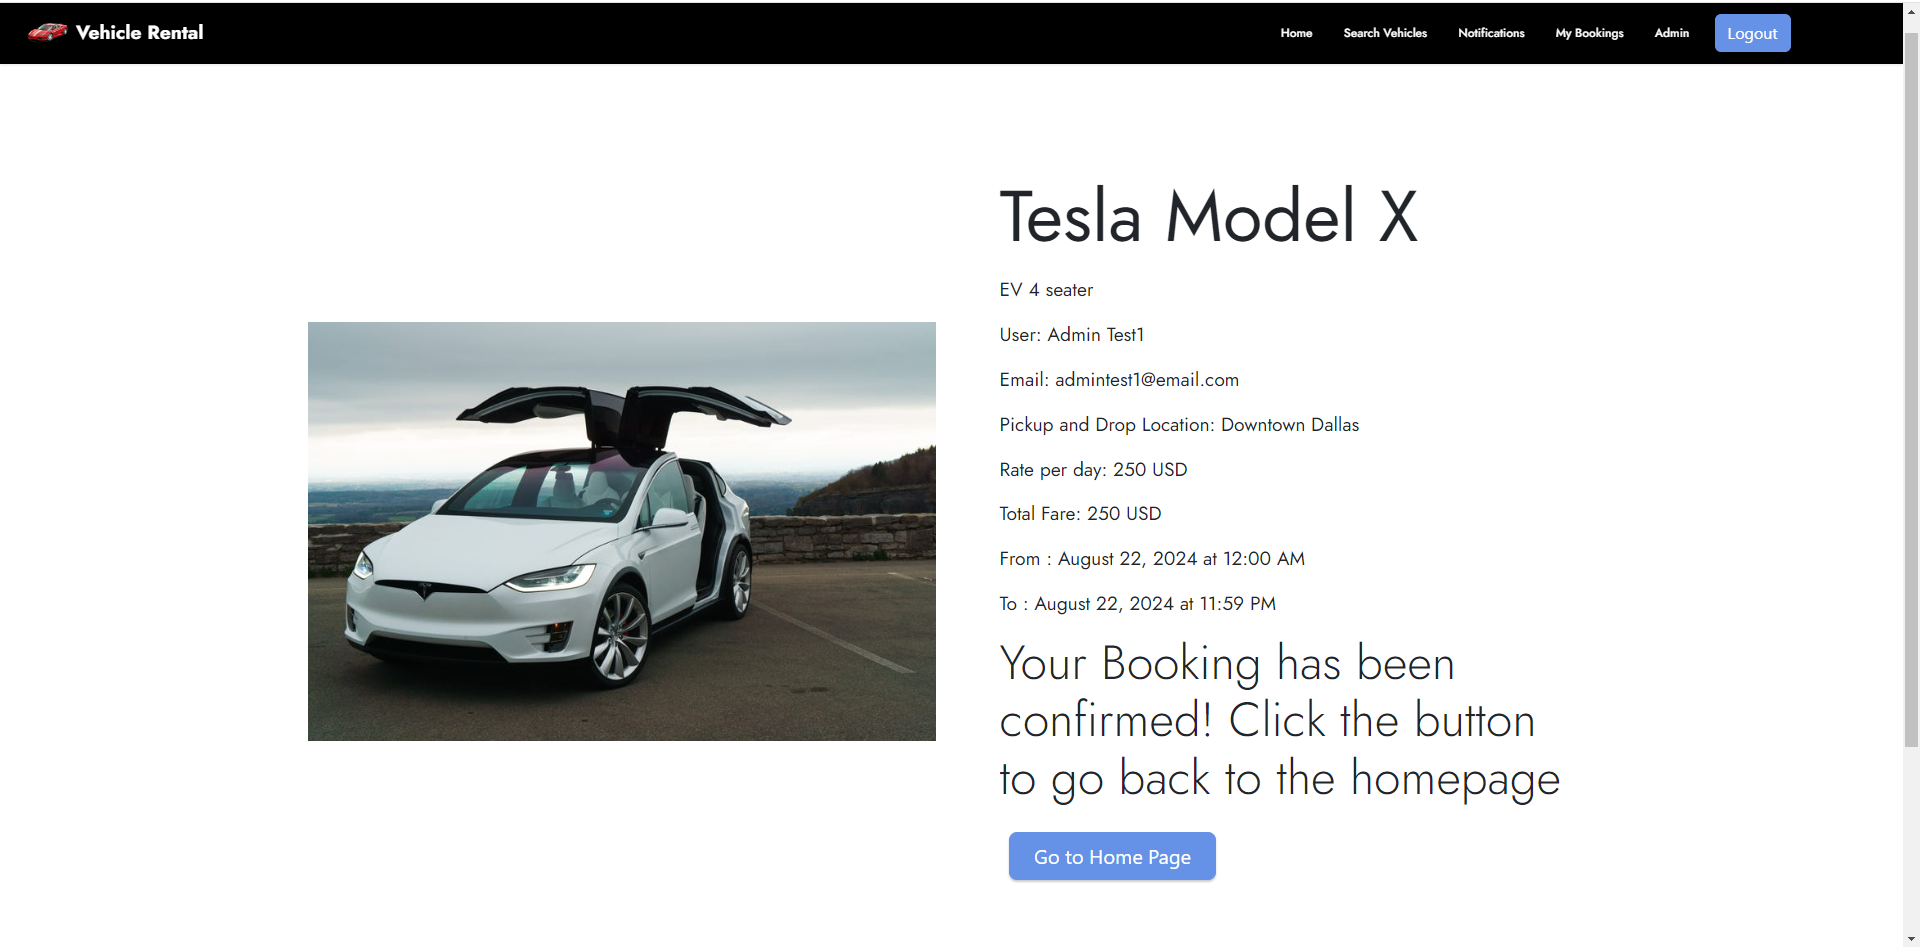 Vehicle Rental
Home Search Vehicles Notifications My Bookings Admin Logout
Tesla Model X
EV 4 seater
User: Admin Test1
Email: admintest1@email.com
Pickup and Drop Location: Downtown Dallas
Rate per day: 250 USD
Total Fare: 250 USD
From : August 22, 2024 at 12:00 AM
To : August 22, 2024 at 11:59 PM
Your Booking has been
confirmed! Click the button
to go back to the homepage
Go to Home Page